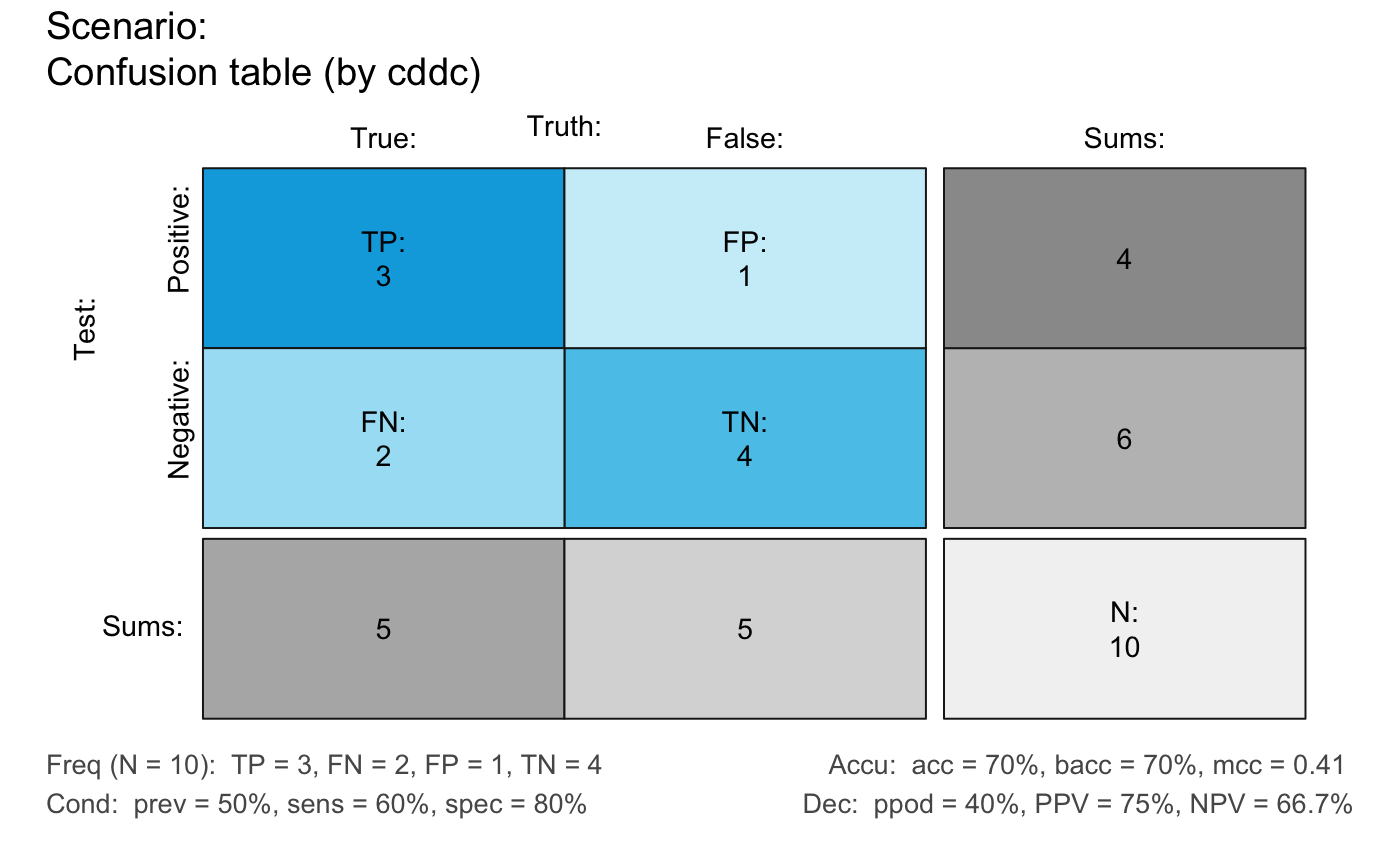 Scenario:
Confusion table (by cddc)
Truth:
True:
False:
Sums:
Test:
Positive:
TP:
3
FP:
1
4
Negative:
FN:
2
TN:
4
6
Sums:
5
5
N:
10
Freq (N = 10):  TP = 3, FN = 2, FP = 1, TN = 4
Accu:  acc = 70%, bacc = 70%, mcc = 0.41
Cond:  prev = 50%, sens = 60%, spec = 80%
Dec:  ppod = 40%, PPV = 75%, NPV = 66.7%